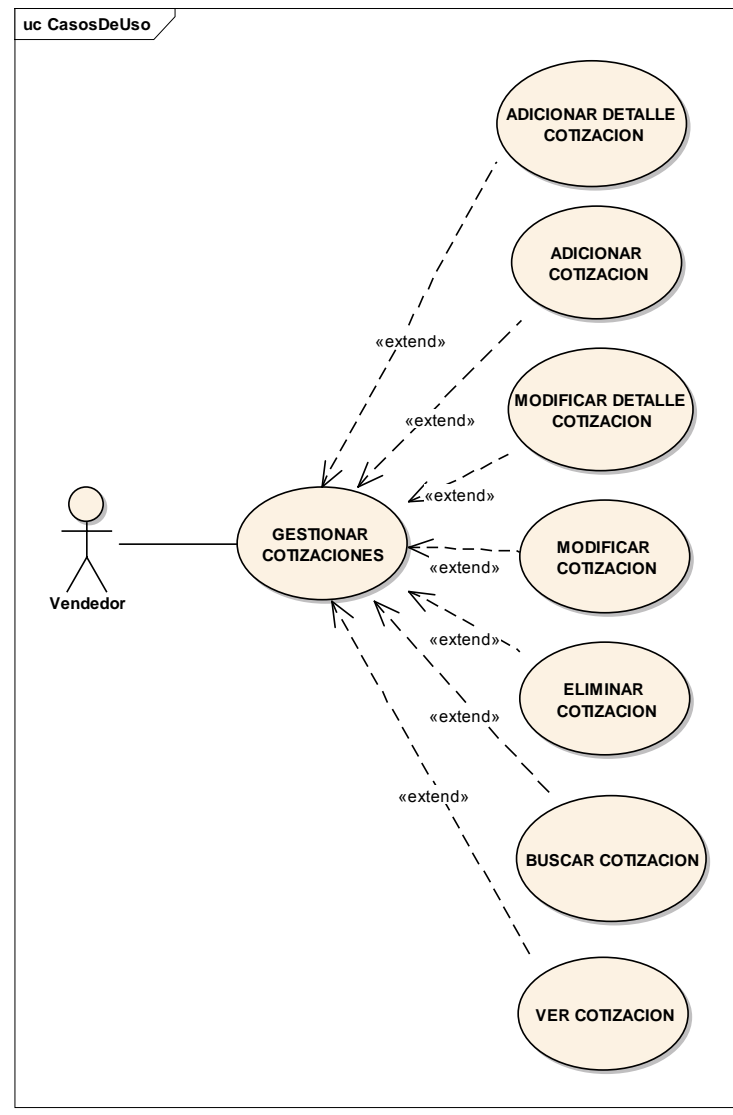 uc CasosDeUso
ADICIONAR DETALLE
COTIZACION
ADICIONAR
COTIZACION
«extend»
«extend»
MODIFICAR DETALLE
COTIZACION
«extend»
GESTIONAR
COTIZACIONES
MODIFICAR
COTIZACION
«extend»
Vendedor
«extend»
ELIMINAR
COTIZACION
«extend»
«extend»
BUSCAR COTIZACION
VER COTIZACION